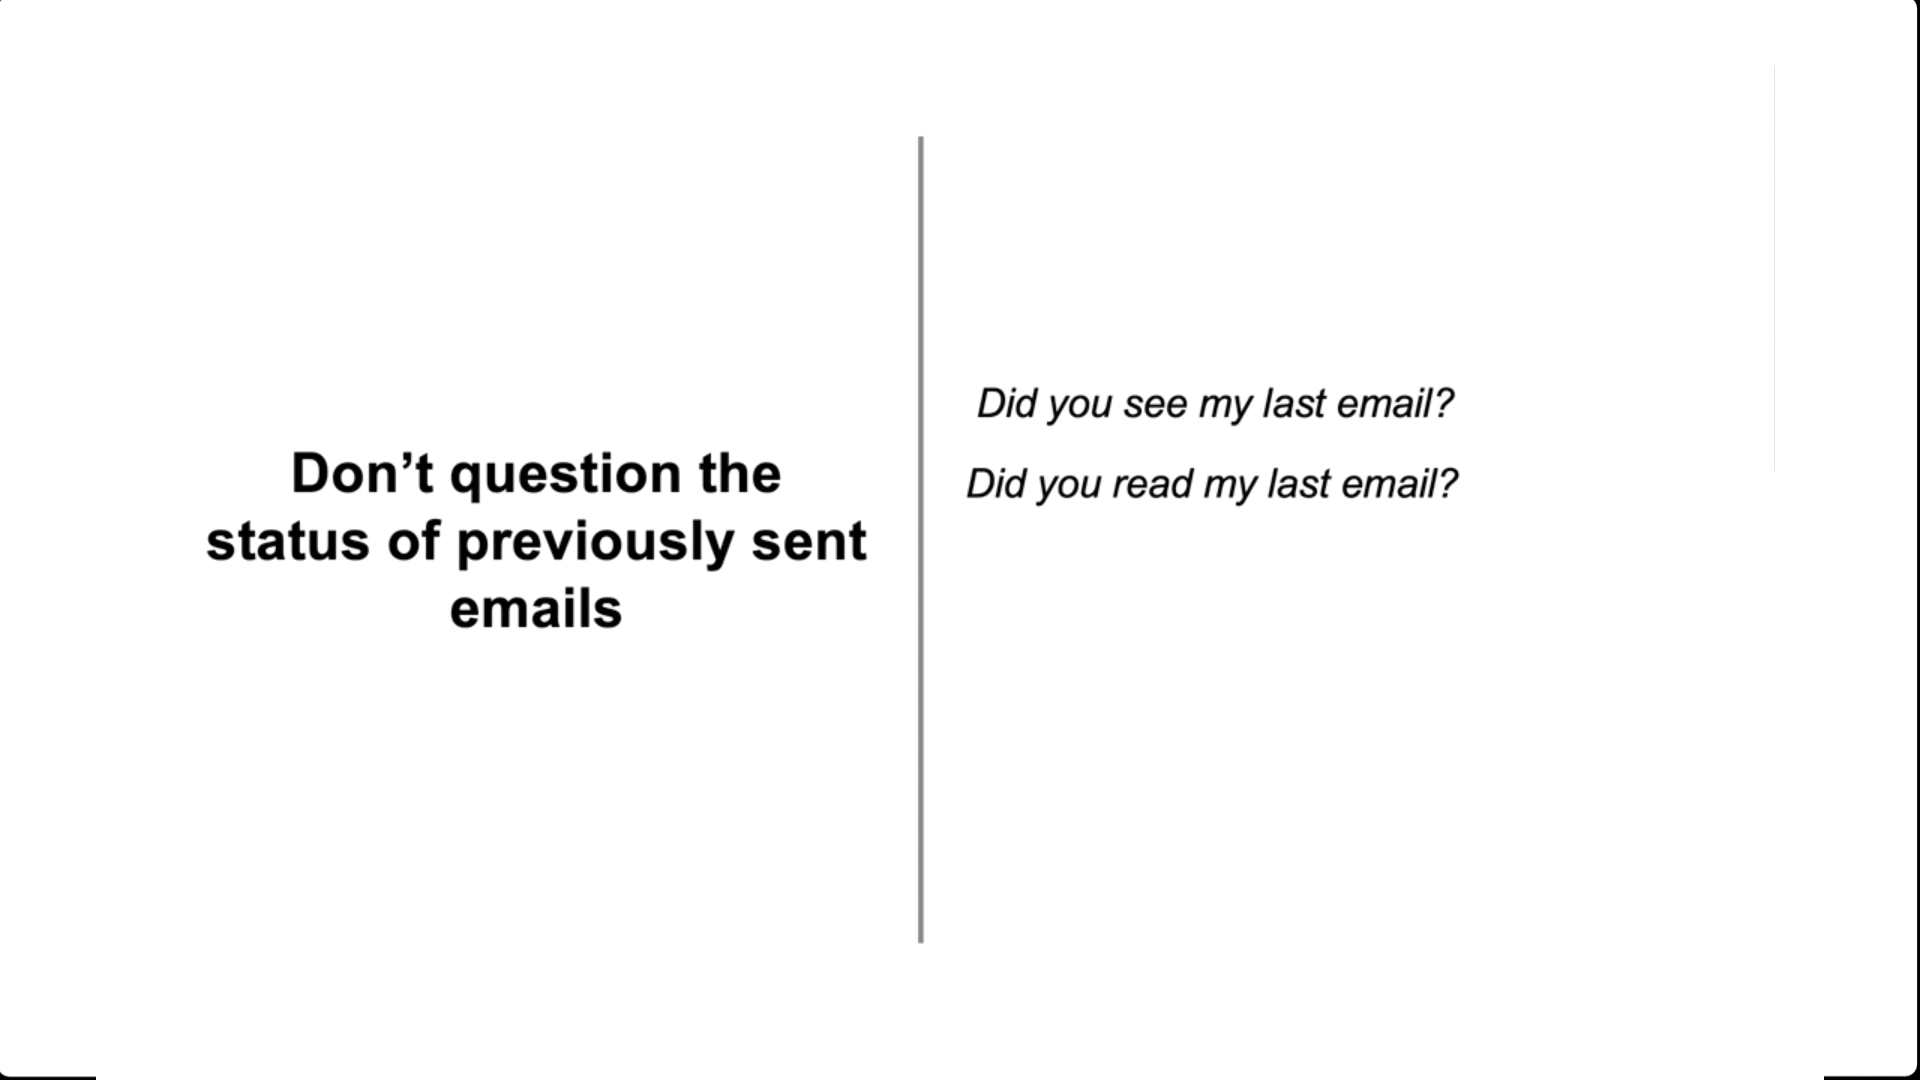 Don’t question the
status of previously sent
emails
Did you see my last email?
Did you read my last email?